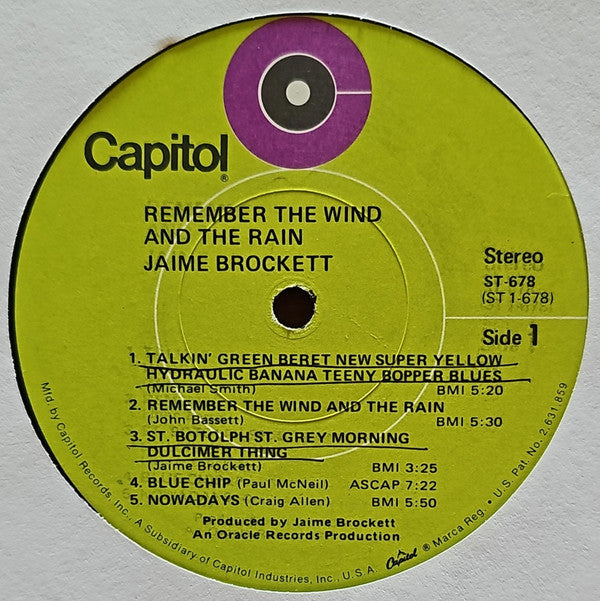 Capitol®
REMEMBER THE WIND
AND THE RAIN
JAIME BROCKETT
Stereo
ST-678
(ST 1-678)
Side 1
1. TALKIN' GREEN BERET NEW SUPER YELLOW
HYDRAULIC BANANA TEENY BOPPER BLUES
(Michael Smith) BMI 5:20
2. REMEMBER THE WIND AND THE RAIN
(John Bassett) BMI 5:30
3. ST. BOTOLPH ST. GREY MORNING
DULCIMER THING
(Jaime Brockett) BMI 3:25
4. BLUE CHIP (Paul McNeil) ASCAP 7:22
5. NOWADAYS (Craig Allen) BMI 5:50
Produced by Jaime Brockett
An Oracle Records Production
Mfd. by Capitol Records, Inc., A Subsidiary of Capitol Industries, Inc., U.S.A. Capitol ® Marca Reg. • U.S. Pat. No. 2,631,859